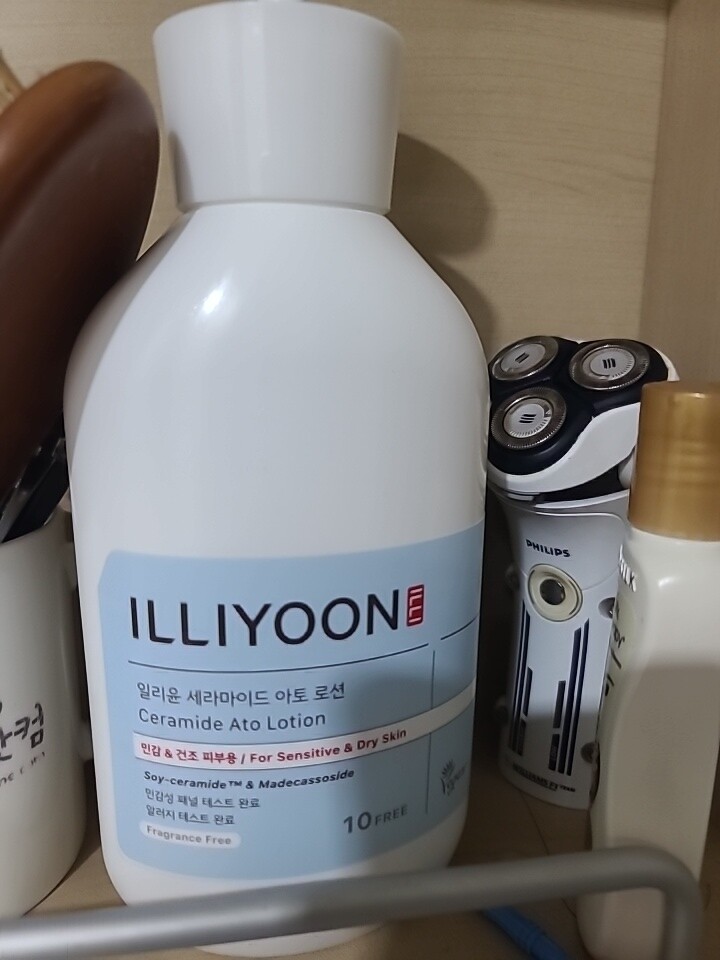 ILLIYOON
일리윤 세라마이드 아토 로션
Ceramide Ato Lotion
민감 & 건조 피부용 / For Sensitive & Dry Skin
Soy-ceramide™ & Madecassoside
민감성 패널 테스트 완료
알러지 테스트 완료
Fragrance Free
10 FREE
PHILIPS